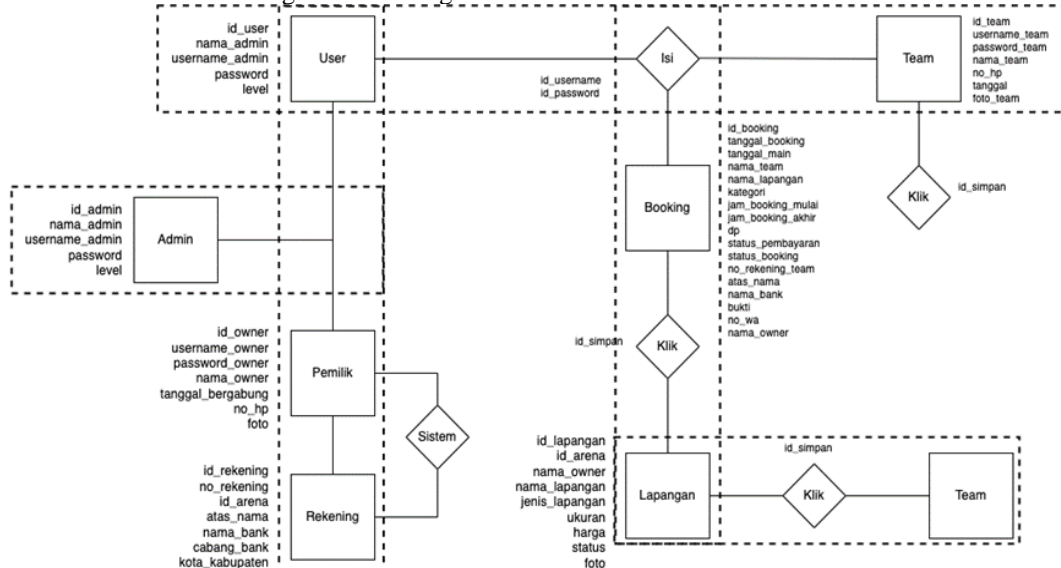 id_user
nama_admin
username_admin
password
level
User
id_username
id_password
Isi
Team
id_team
username_team
password_team
nama_team
no_hp
tanggal
foto_team
id_admin
nama_admin
username_admin
password
level
Admin
id_booking
tanggal_booking
tanggal_main
nama_team
nama_lapangan
kategori
jam_booking_mulai
jam_booking_akhir
dp
status_pembayaran
status_booking
no_rekening_team
atas_nama
nama_bank
bukti
no_wa
nama_owner
Booking
Klik
id_simpan
id_owner
username_owner
password_owner
nama_owner
tanggal_bergabung
no_hp
foto
Pemilik
Sistem
id_simpan
Klik
id_rekening
no_rekening
id_arena
atas_nama
nama_bank
cabang_bank
kota_kabupaten
Rekening
id_lapangan
id_arena
nama_owner
nama_lapangan
jenis_lapangan
ukuran
harga
status
foto
Lapangan
id_simpan
Klik
Team